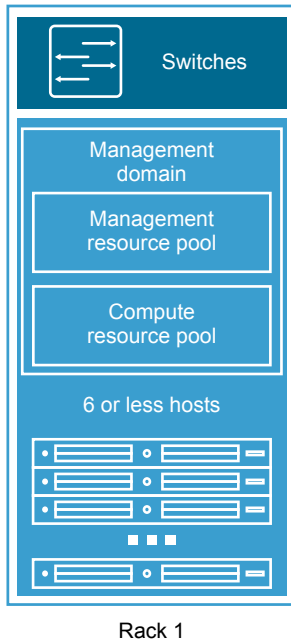 Switches
Management
domain
Management
resource pool
Compute
resource pool
6 or less hosts
Rack 1